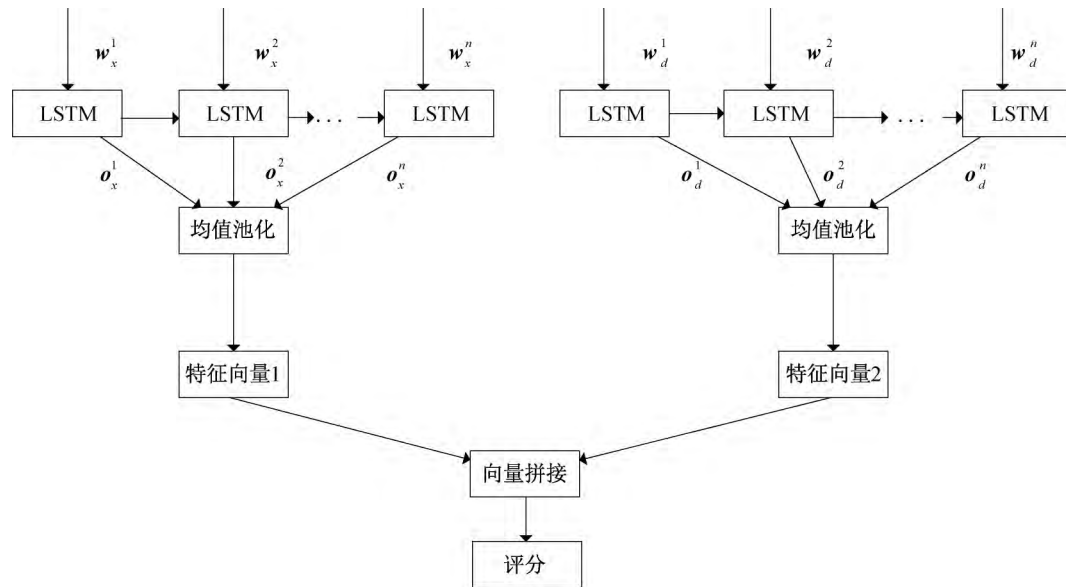 w_x^1 w_x^2 w_x^n w_d^1 w_d^2 w_d^n
LSTM LSTM ... LSTM LSTM LSTM ... LSTM
o_x^1 o_x^2 o_x^n o_d^1 o_d^2 o_d^n
均值池化 均值池化
特征向量1 特征向量2
向量拼接
评分